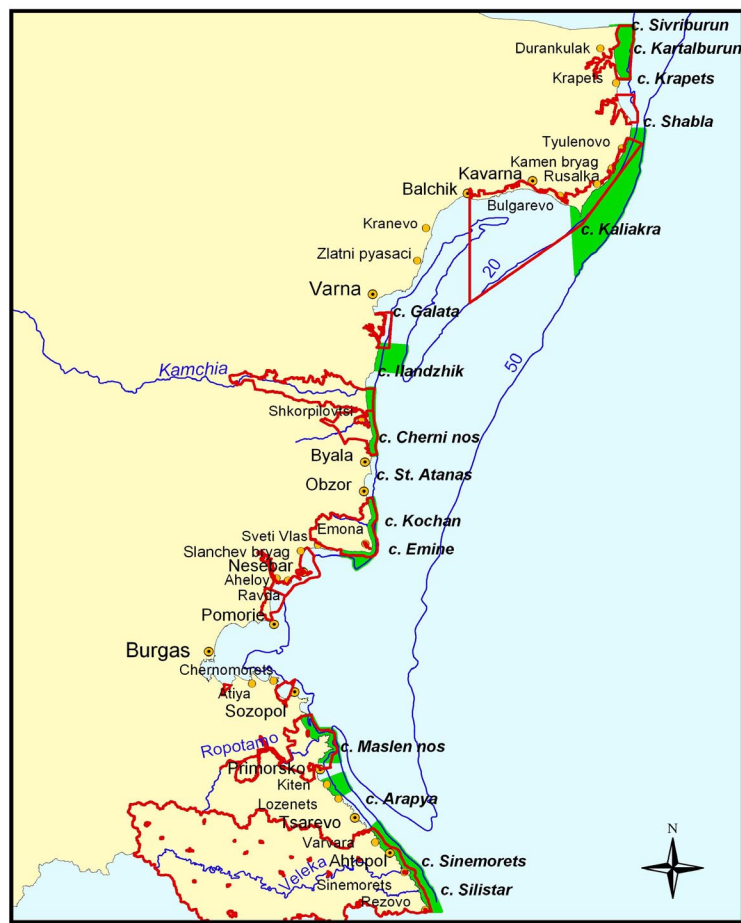 c. Sivriburun
Durankulak
c. Kartalburun
Krapets
c. Krapets
c. Shabla
Tyulenovo
Kamen bryag
Kavarna
Rusalka
Balchik
Bulgarevo
Kranevo
c. Kaliakra
Zlatni pyasaci
20
Varna
c. Galata
50
Kamchia
c. Ilandzhik
Shkorpilovtsi
c. Cherni nos
Byala
c. St. Atanas
Obzor
c. Kochan
Emona
Sveti Vlas
Slanchev bryag
c. Emine
Nesebar
Aheloy
Ravda
Pomorie
Burgas
Chernomorets
Atiya
Sozopol
Ropotamo
c. Maslen nos
Primorsko
Kiten
c. Arapya
Lozenets
Tsarevo
N
Varvara
Ahtopol
c. Sinemorets
Veleka
Sinemorets
c. Silistar
Rezovo